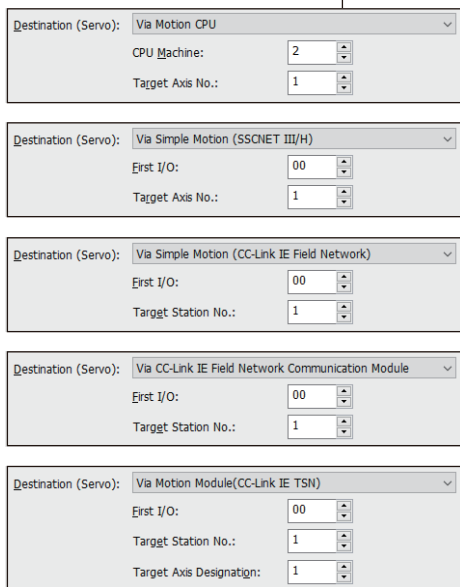 Destination (Servo): Via Motion CPU
CPU Machine: 2
Target Axis No.: 1
Destination (Servo): Via Simple Motion (SSCNET III/H)
First I/O: 00
Target Axis No.: 1
Destination (Servo): Via Simple Motion (CC-Link IE Field Network)
First I/O: 00
Target Station No.: 1
Destination (Servo): Via CC-Link IE Field Network Communication Module
First I/O: 00
Target Station No.: 1
Destination (Servo): Via Motion Module(CC-Link IE TSN)
First I/O: 00
Target Station No.: 1
Target Axis Designation: 1